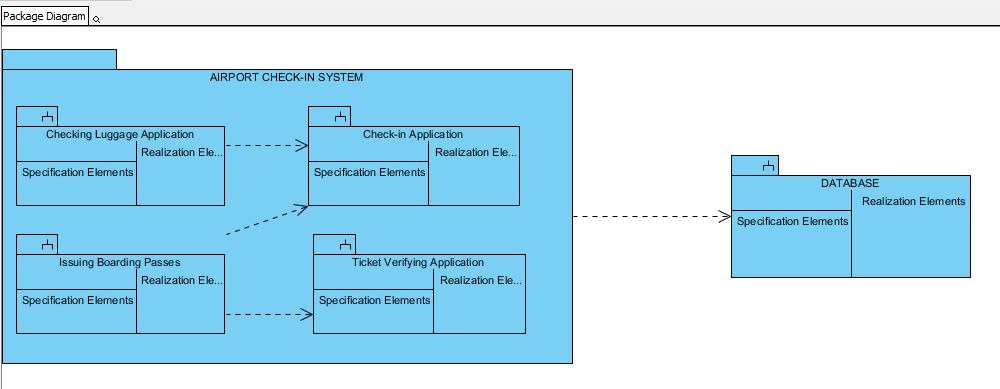 Package Diagram
AIRPORT CHECK-IN SYSTEM
Checking Luggage Application
Realization Ele...
Specification Elements
Check-in Application
Realization Ele...
Specification Elements
DATABASE
Realization Elements
Specification Elements
Issuing Boarding Passes
Realization Ele...
Specification Elements
Ticket Verifying Application
Realization Ele...
Specification Elements